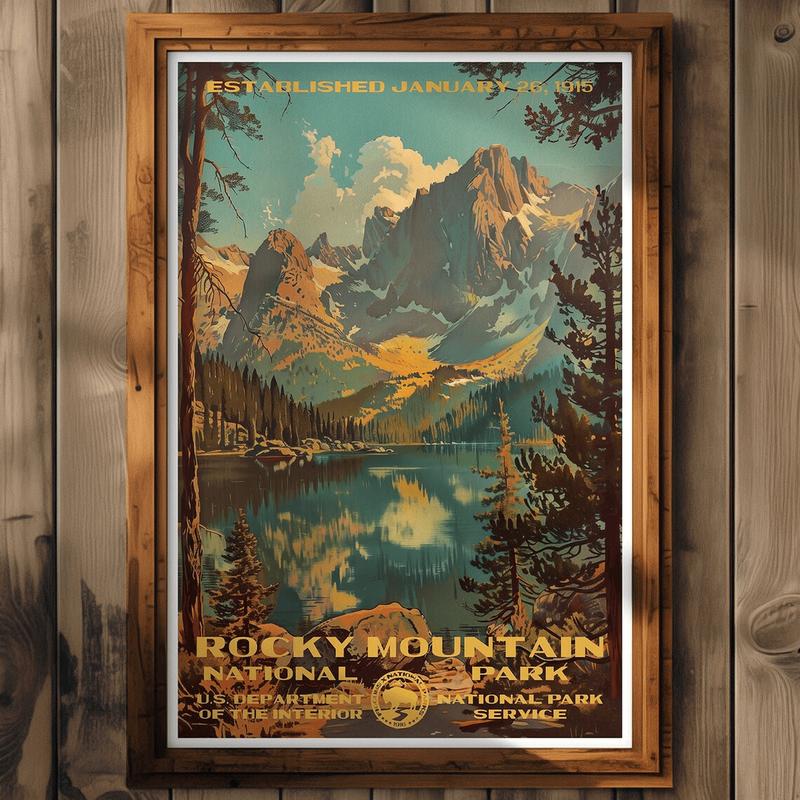 ESTABLISHED JANUARY 26, 1915
ROCKY MOUNTAIN
NATIONAL PARK
U.S. DEPARTMENT NATIONAL PARK
OF THE INTERIOR SERVICE